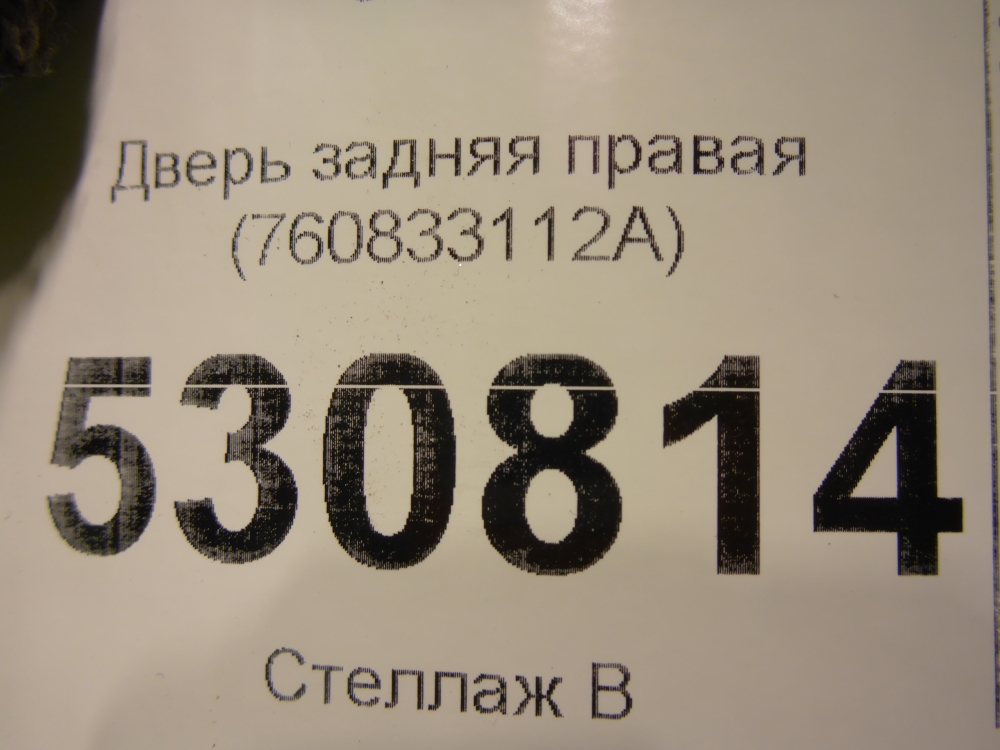 Дверь задняя правая
(760833112A)
530814
Стеллаж В